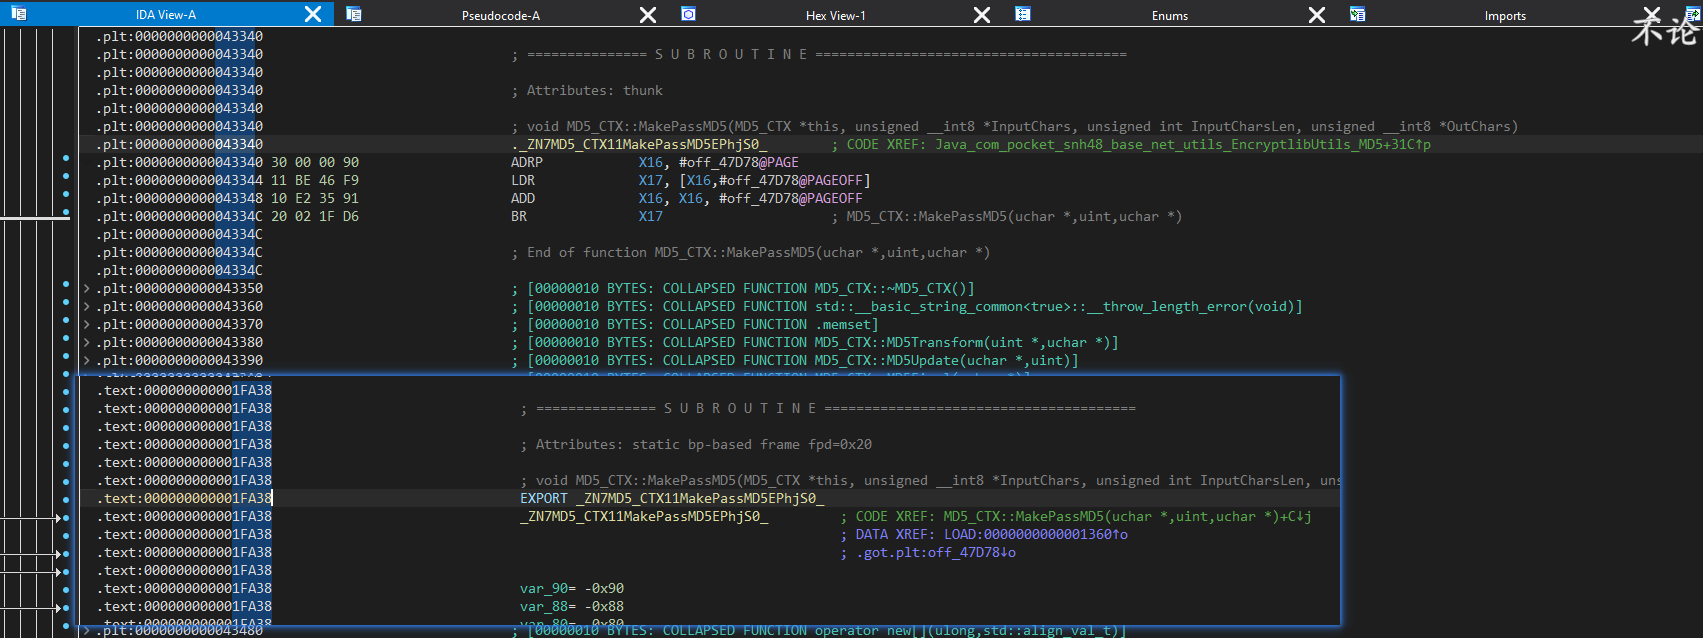 IDA View-A Pseudocode-A Hex View-1 Enums Imports
.plt:0000000000043340
.plt:0000000000043340 ; =============== S U B R O U T I N E =======================================
.plt:0000000000043340
.plt:0000000000043340 ; Attributes: thunk
.plt:0000000000043340
.plt:0000000000043340 ; void MD5_CTX::MakePassMD5(MD5_CTX *this, unsigned __int8 *InputChars, unsigned int InputCharsLen, unsigned __int8 *OutChars)
.plt:0000000000043340 ._ZN7MD5_CTX11MakePassMD5EPhjS0_ ; CODE XREF: Java_com_pocket_snh48_base_net_utils_EncryptlibUtils_MD5+31C↑p
.plt:0000000000043340 30 00 00 90 ADRP X16, #off_47D78@PAGE
.plt:0000000000043344 11 BE 46 F9 LDR X17, [X16,#off_47D78@PAGEOFF]
.plt:0000000000043348 10 E2 35 91 ADD X16, X16, #off_47D78@PAGEOFF
.plt:000000000004334C 20 02 1F D6 BR X17 ; MD5_CTX::MakePassMD5(uchar *,uint,uchar *)
.plt:000000000004334C
.plt:000000000004334C ; End of function MD5_CTX::MakePassMD5(uchar *,uint,uchar *)
.plt:000000000004334C
.plt:0000000000043350 ; [00000010 BYTES: COLLAPSED FUNCTION MD5_CTX::~MD5_CTX()]
.plt:0000000000043360 ; [00000010 BYTES: COLLAPSED FUNCTION std::__basic_string_common<true>::__throw_length_error(void)]
.plt:0000000000043370 ; [00000010 BYTES: COLLAPSED FUNCTION .memset]
.plt:0000000000043380 ; [00000010 BYTES: COLLAPSED FUNCTION MD5_CTX::MD5Transform(uint *,uchar *)]
.plt:0000000000043390 ; [00000010 BYTES: COLLAPSED FUNCTION MD5_CTX::MD5Update(uchar *,uint)]
.text:000000000001FA38
.text:000000000001FA38 ; =============== S U B R O U T I N E =======================================
.text:000000000001FA38
.text:000000000001FA38 ; Attributes: static bp-based frame fpd=0x20
.text:000000000001FA38
.text:000000000001FA38 ; void MD5_CTX::MakePassMD5(MD5_CTX *this, unsigned __int8 *InputChars, unsigned int InputCharsLen, uns
.text:000000000001FA38 EXPORT _ZN7MD5_CTX11MakePassMD5EPhjS0_
.text:000000000001FA38 _ZN7MD5_CTX11MakePassMD5EPhjS0_ ; CODE XREF: MD5_CTX::MakePassMD5(uchar *,uint,uchar *)+C↓j
.text:000000000001FA38 ; DATA XREF: LOAD:0000000000001360↑o
.text:000000000001FA38 ; .got.plt:off_47D78↓o
.text:000000000001FA38
.text:000000000001FA38 var_90= -0x90
.text:000000000001FA38 var_88= -0x88
.text:000000000001FA38 var_80= -0x80
.plt:0000000000043480 ; [00000010 BYTES: COLLAPSED FUNCTION operator new[](ulong,std::align_val_t)]